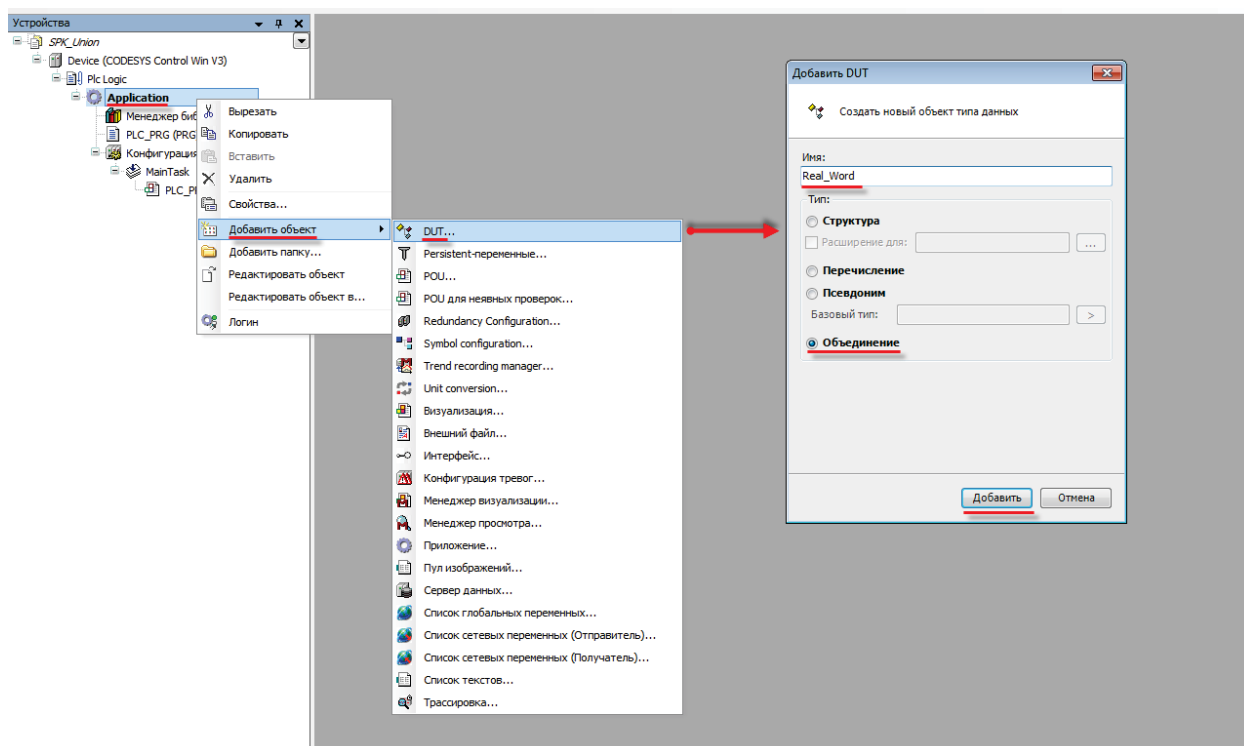 Устройства
SPK_Union
Device (CODESYS Control Win V3)
Plc Logic
Application
Менеджер биб
PLC_PRG (PRG
Конфигурация
MainTask
PLC_P
Вырезать
Копировать
Вставить
Удалить
Свойства...
Добавить объект
Добавить папку...
Редактировать объект
Редактировать объект в...
Логин
DUT...
Persistent-переменные...
POU...
POU для неявных проверок...
Redundancy Configuration...
Symbol configuration...
Trend recording manager...
Unit conversion...
Визуализация...
Внешний файл...
Интерфейс...
Конфигурация тревог...
Менеджер визуализации...
Менеджер просмотра...
Приложение...
Пул изображений...
Сервер данных...
Список глобальных переменных...
Список сетевых переменных (Отправитель)...
Список сетевых переменных (Получатель)...
Список текстов...
Трассировка...
Добавить DUT
Создать новый объект типа данных
Имя:
Real_Word
Тип:
Структура
Расширение для:
...
Перечисление
Псевдоним
Базовый тип:
>
Объединение
Добавить
Отмена